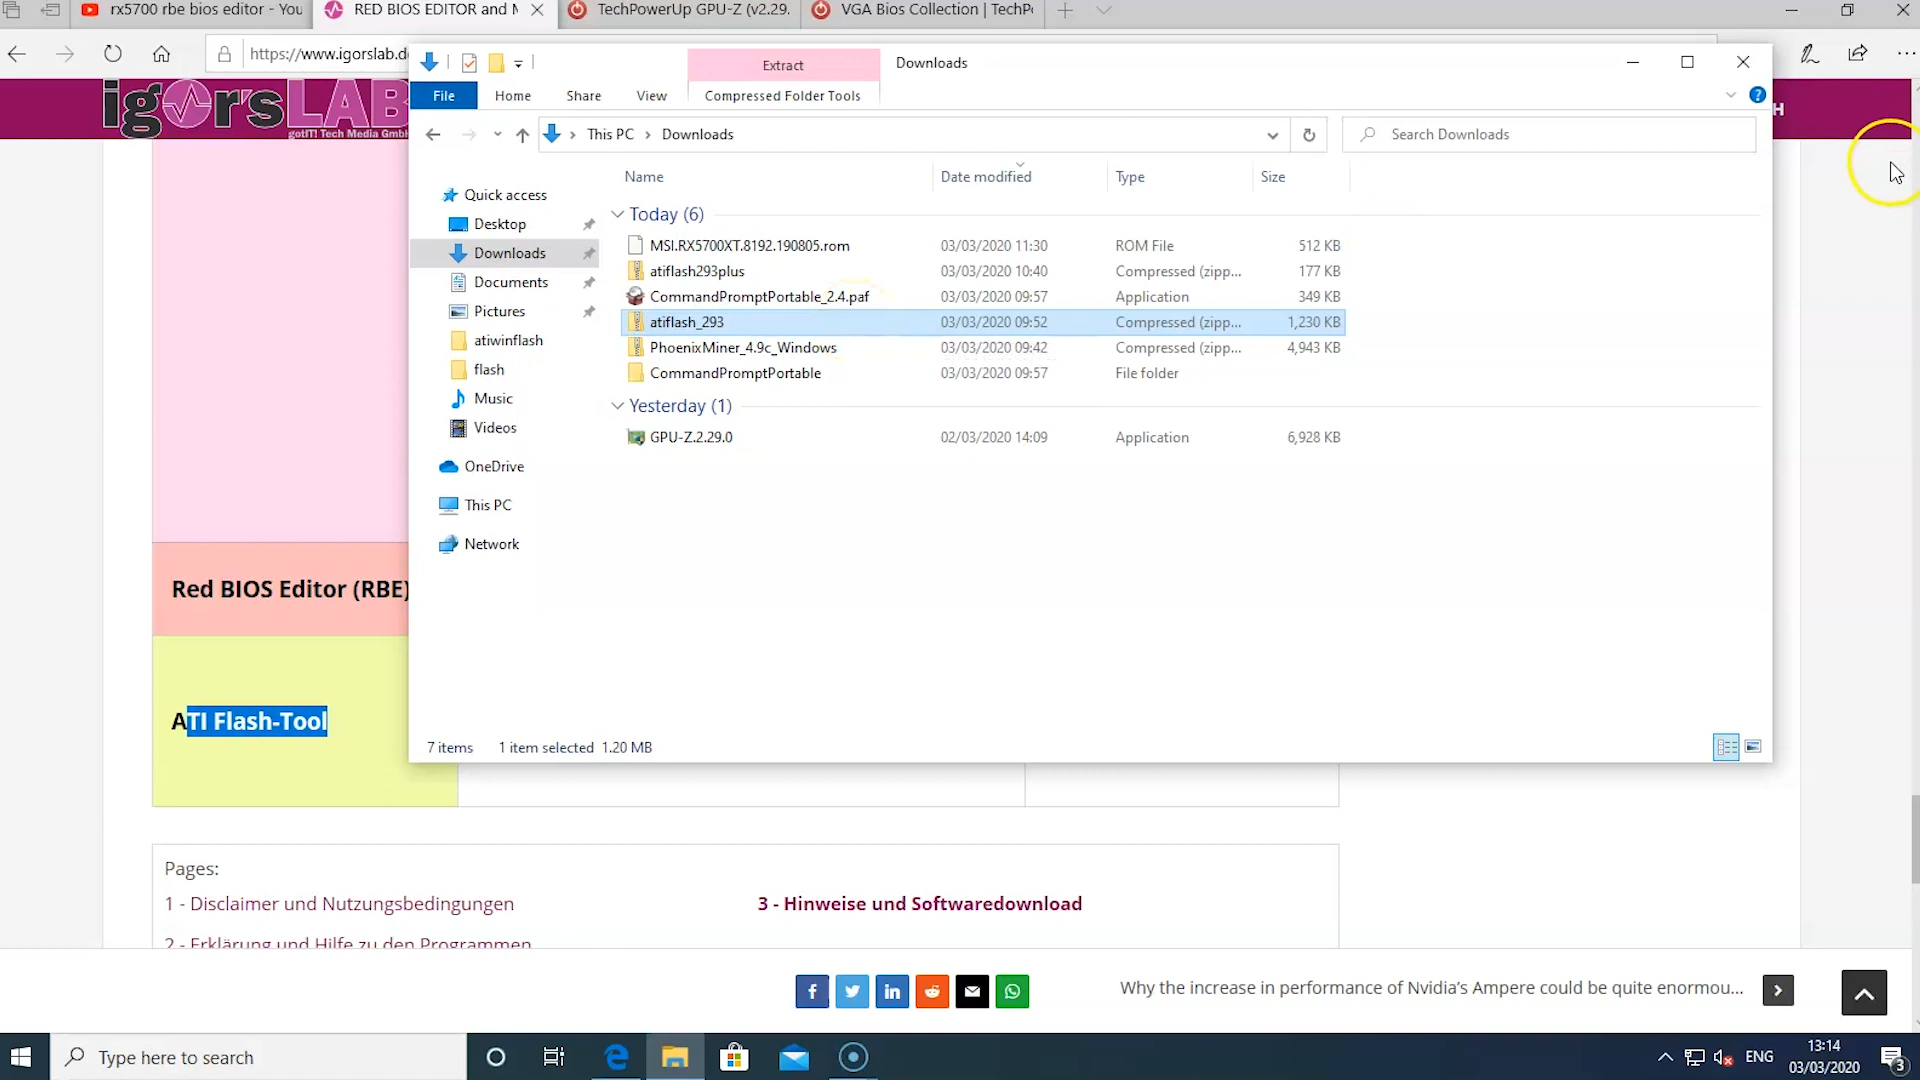 rx5700 rbe bios editor - You
RED BIOS EDITOR and M
TechPowerUp GPU-Z (v2.29.
VGA Bios Collection | TechPo
https://www.igorslab.d
igor'sLAB
gotIT! Tech Media GmbH
H
Extract
Downloads
File
Home
Share
View
Compressed Folder Tools
?
This PC
Downloads
Search Downloads
Name
Date modified
Type
Size
Quick access
Desktop
Downloads
Documents
Pictures
atiwinflash
flash
Music
Videos
OneDrive
This PC
Network
Today (6)
MSI.RX5700XT.8192.190805.rom 03/03/2020 11:30 ROM File 512 KB
atiflash293plus 03/03/2020 10:40 Compressed (zipp... 177 KB
CommandPromptPortable_2.4.paf 03/03/2020 09:57 Application 349 KB
atiflash_293 03/03/2020 09:52 Compressed (zipp... 1,230 KB
PhoenixMiner_4.9c_Windows 03/03/2020 09:42 Compressed (zipp... 4,943 KB
CommandPromptPortable 03/03/2020 09:57 File folder
Yesterday (1)
GPU-Z.2.29.0 02/03/2020 14:09 Application 6,928 KB
7 items 1 item selected 1.20 MB
Red BIOS Editor (RBE)
ATI Flash-Tool
Pages:
1 - Disclaimer und Nutzungsbedingungen
3 - Hinweise und Softwaredownload
2 - Erklärung und Hilfe zu den Programmen
Why the increase in performance of Nvidia's Ampere could be quite enormou...
Type here to search
ENG
13:14
03/03/2020
3